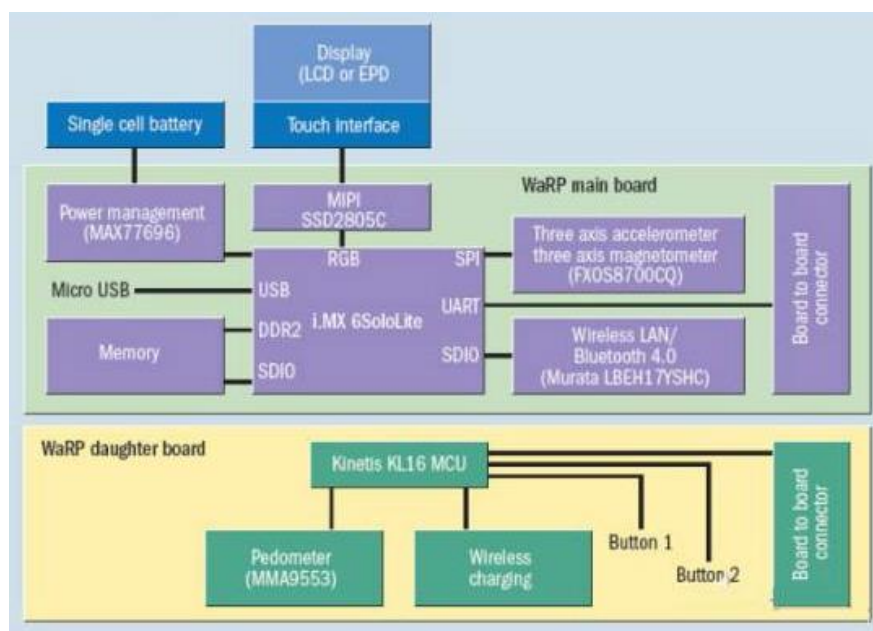 Display
(LCD or EPD
Single cell battery
Touch interface
WaRP main board
Power management
(MAX77696)
MIPI
SSD2805C
Three axis accelerometer
three axis magnetometer
(FXOS8700CQ)
Board to board
connector
RGB
SPI
Micro USB
USB
UART
i.MX 6SoloLite
DDR2
Memory
SDIO
SDIO
Wireless LAN/
Bluetooth 4.0
(Murata LBEH17YSHC)
WaRP daughter board
Kinetis KL16 MCU
Board to board
connector
Pedometer
(MMA9553)
Wireless
charging
Button 1
Button 2